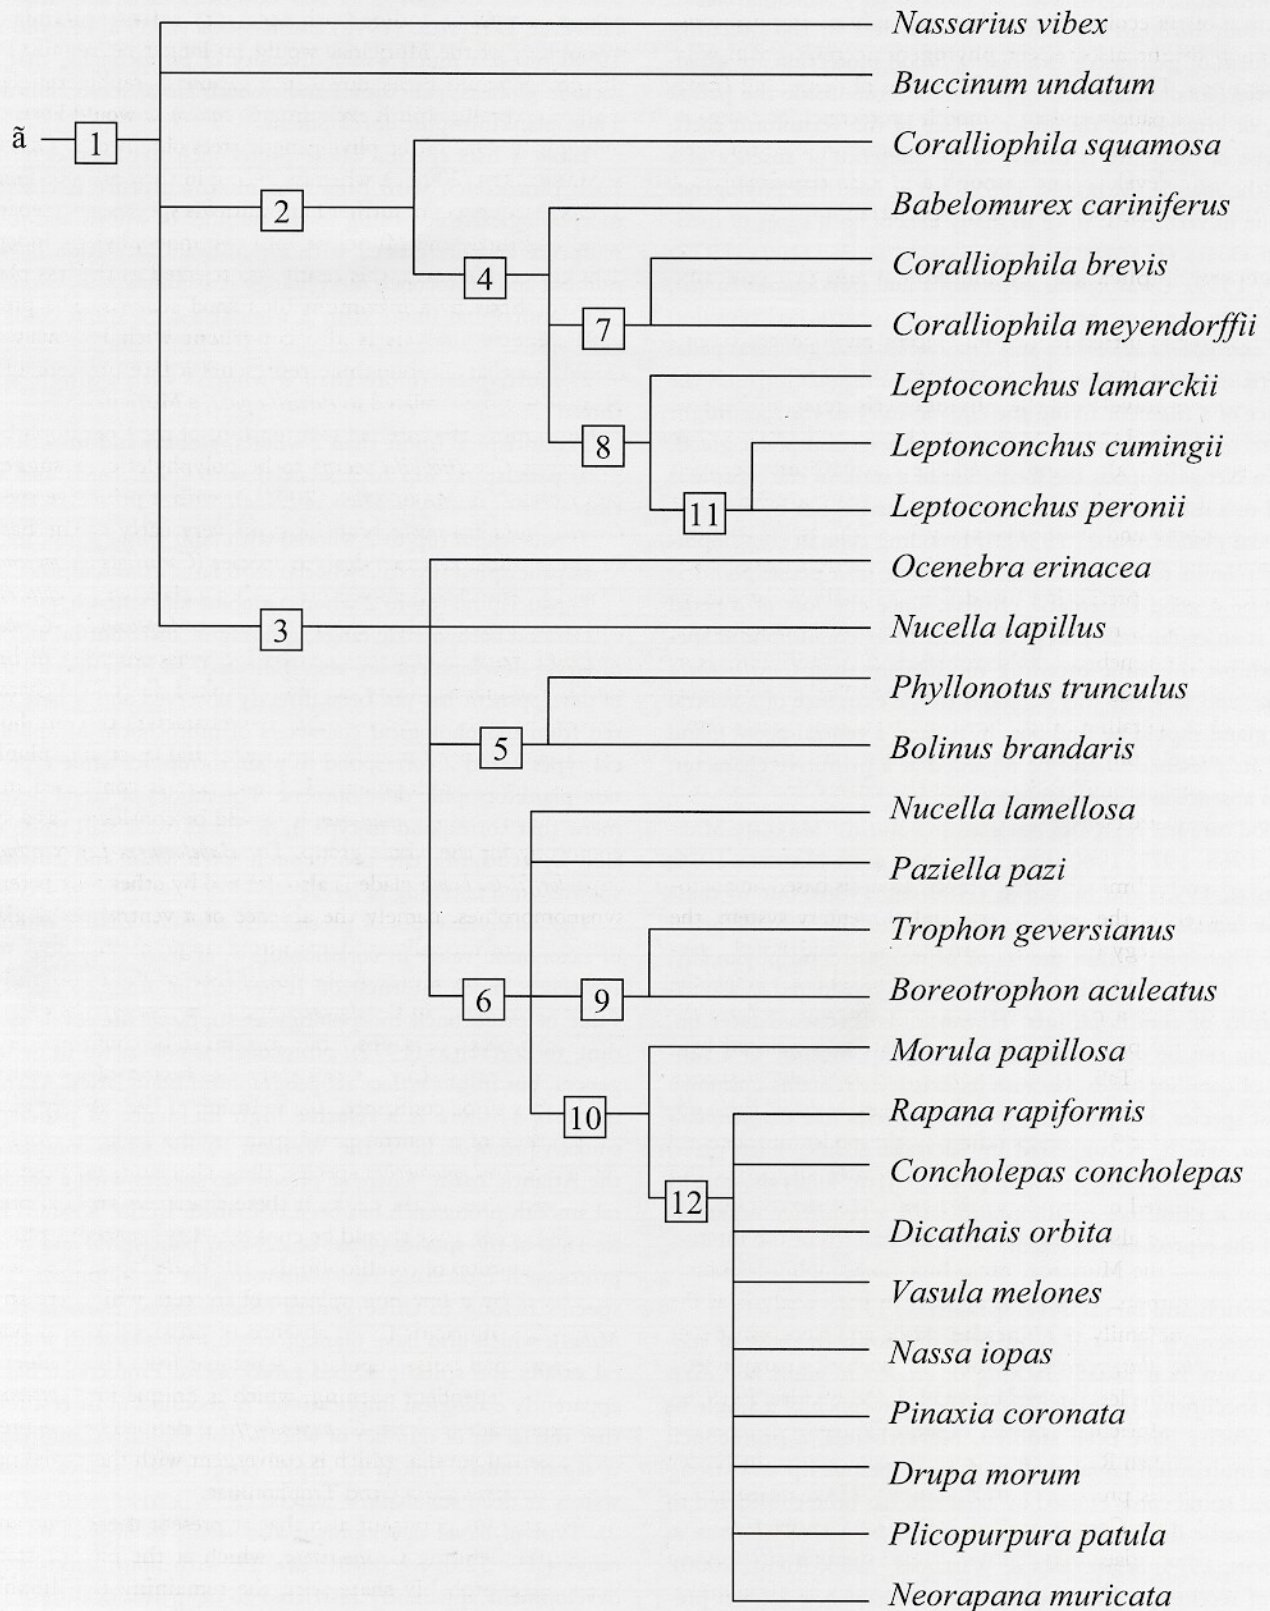 Nassarius vibex
Buccinum undatum
ã
1
Coralliophila squamosa
2
Babelomurex cariniferus
4
Coralliophila brevis
7
Coralliophila meyendorffii
Leptoconchus lamarckii
8
Leptonconchus cumingii
11
Leptoconchus peronii
Ocenebra erinacea
3
Nucella lapillus
Phyllonotus trunculus
5
Bolinus brandaris
Nucella lamellosa
Paziella pazi
Trophon geversianus
6
9
Boreotrophon aculeatus
Morula papillosa
10
Rapana rapiformis
Concholepas concholepas
12
Dicathais orbita
Vasula melones
Nassa iopas
Pinaxia coronata
Drupa morum
Plicopurpura patula
Neorapana muricata